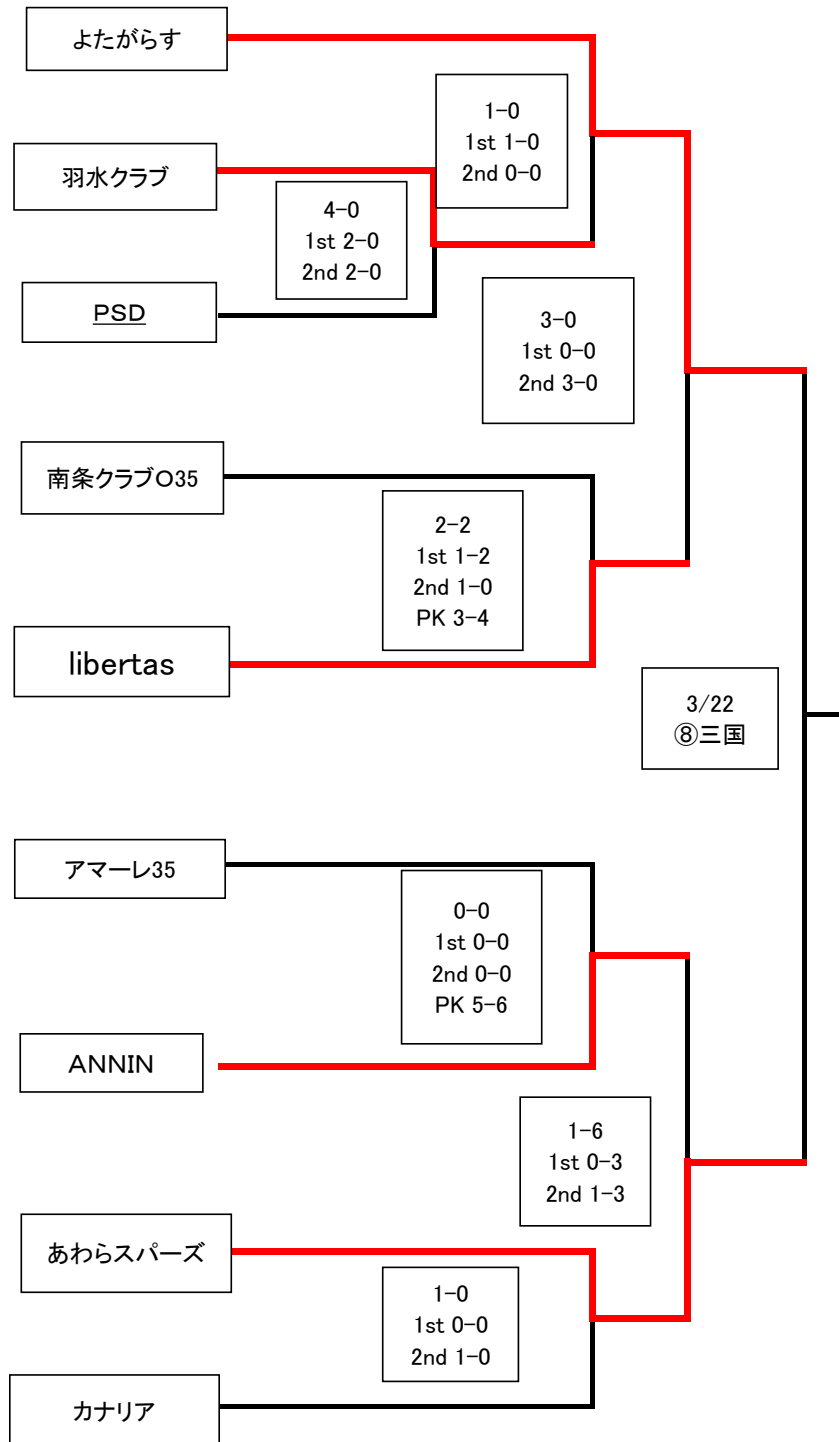 よたがらす
1-0
1st 1-0
2nd 0-0
羽水クラブ
4-0
1st 2-0
2nd 2-0
PSD
3-0
1st 0-0
2nd 3-0
南条クラブO35
2-2
1st 1-2
2nd 1-0
PK 3-4
libertas
3/22
⑧三国
アマーレ35
0-0
1st 0-0
2nd 0-0
PK 5-6
ANNIN
1-6
1st 0-3
2nd 1-3
あわらスパーズ
1-0
1st 0-0
2nd 1-0
カナリア